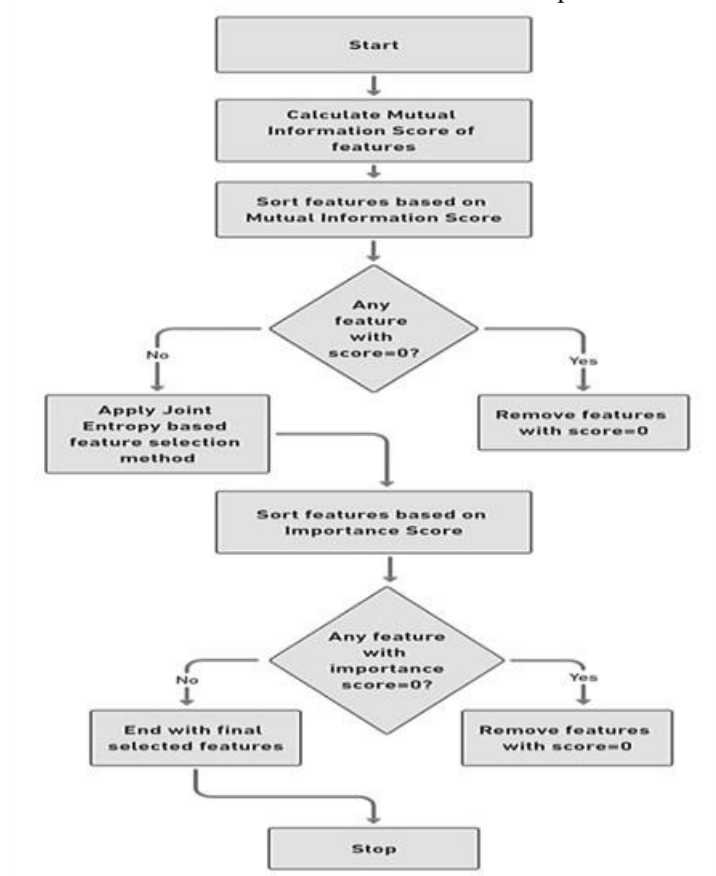 Start
Calculate Mutual
Information Score of
features
Sort features based on
Mutual Information Score
Any
feature
with
score=0?
No
Yes
Apply Joint
Entropy based
feature selection
method
Remove features
with score=0
Sort features based on
Importance Score
Any feature
with
importance
score=0?
No
Yes
End with final
selected features
Remove features
with score=0
Stop